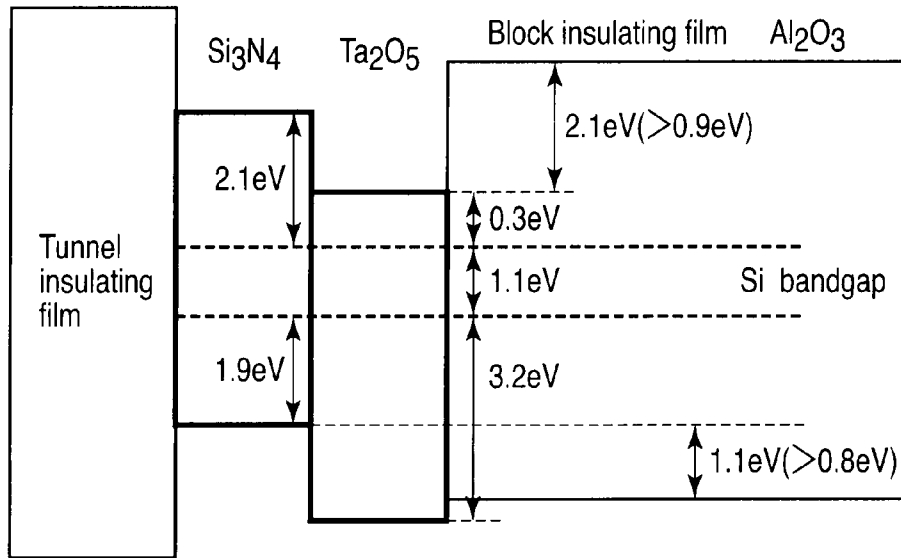 Si₃N₄
Ta₂O₅
Block insulating film
Al₂O₃
2.1eV(>0.9eV)
2.1eV
0.3eV
Tunnel
insulating
film
1.1eV
Si bandgap
1.9eV
3.2eV
1.1eV(>0.8eV)